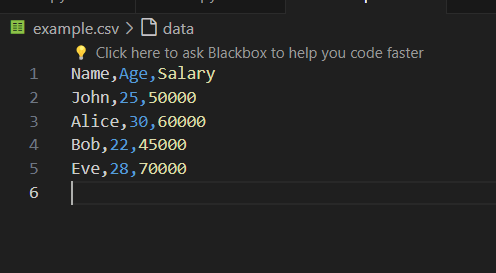 example.csv > data
Click here to ask Blackbox to help you code faster
1 Name,Age,Salary
2 John,25,50000
3 Alice,30,60000
4 Bob,22,45000
5 Eve,28,70000
6